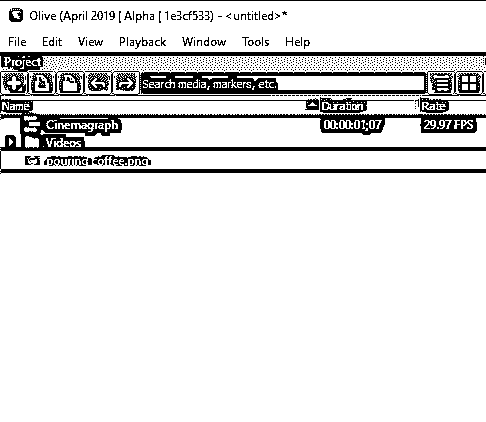 Olive (April 2019 | Alpha | 1e3cf533) - <untitled>*
File Edit View Playback Window Tools Help
Project
Search media, markers, etc.
Name Duration Rate
Cinemagraph 00:00:01;07 29.97 FPS
Videos
pouring coffee.png